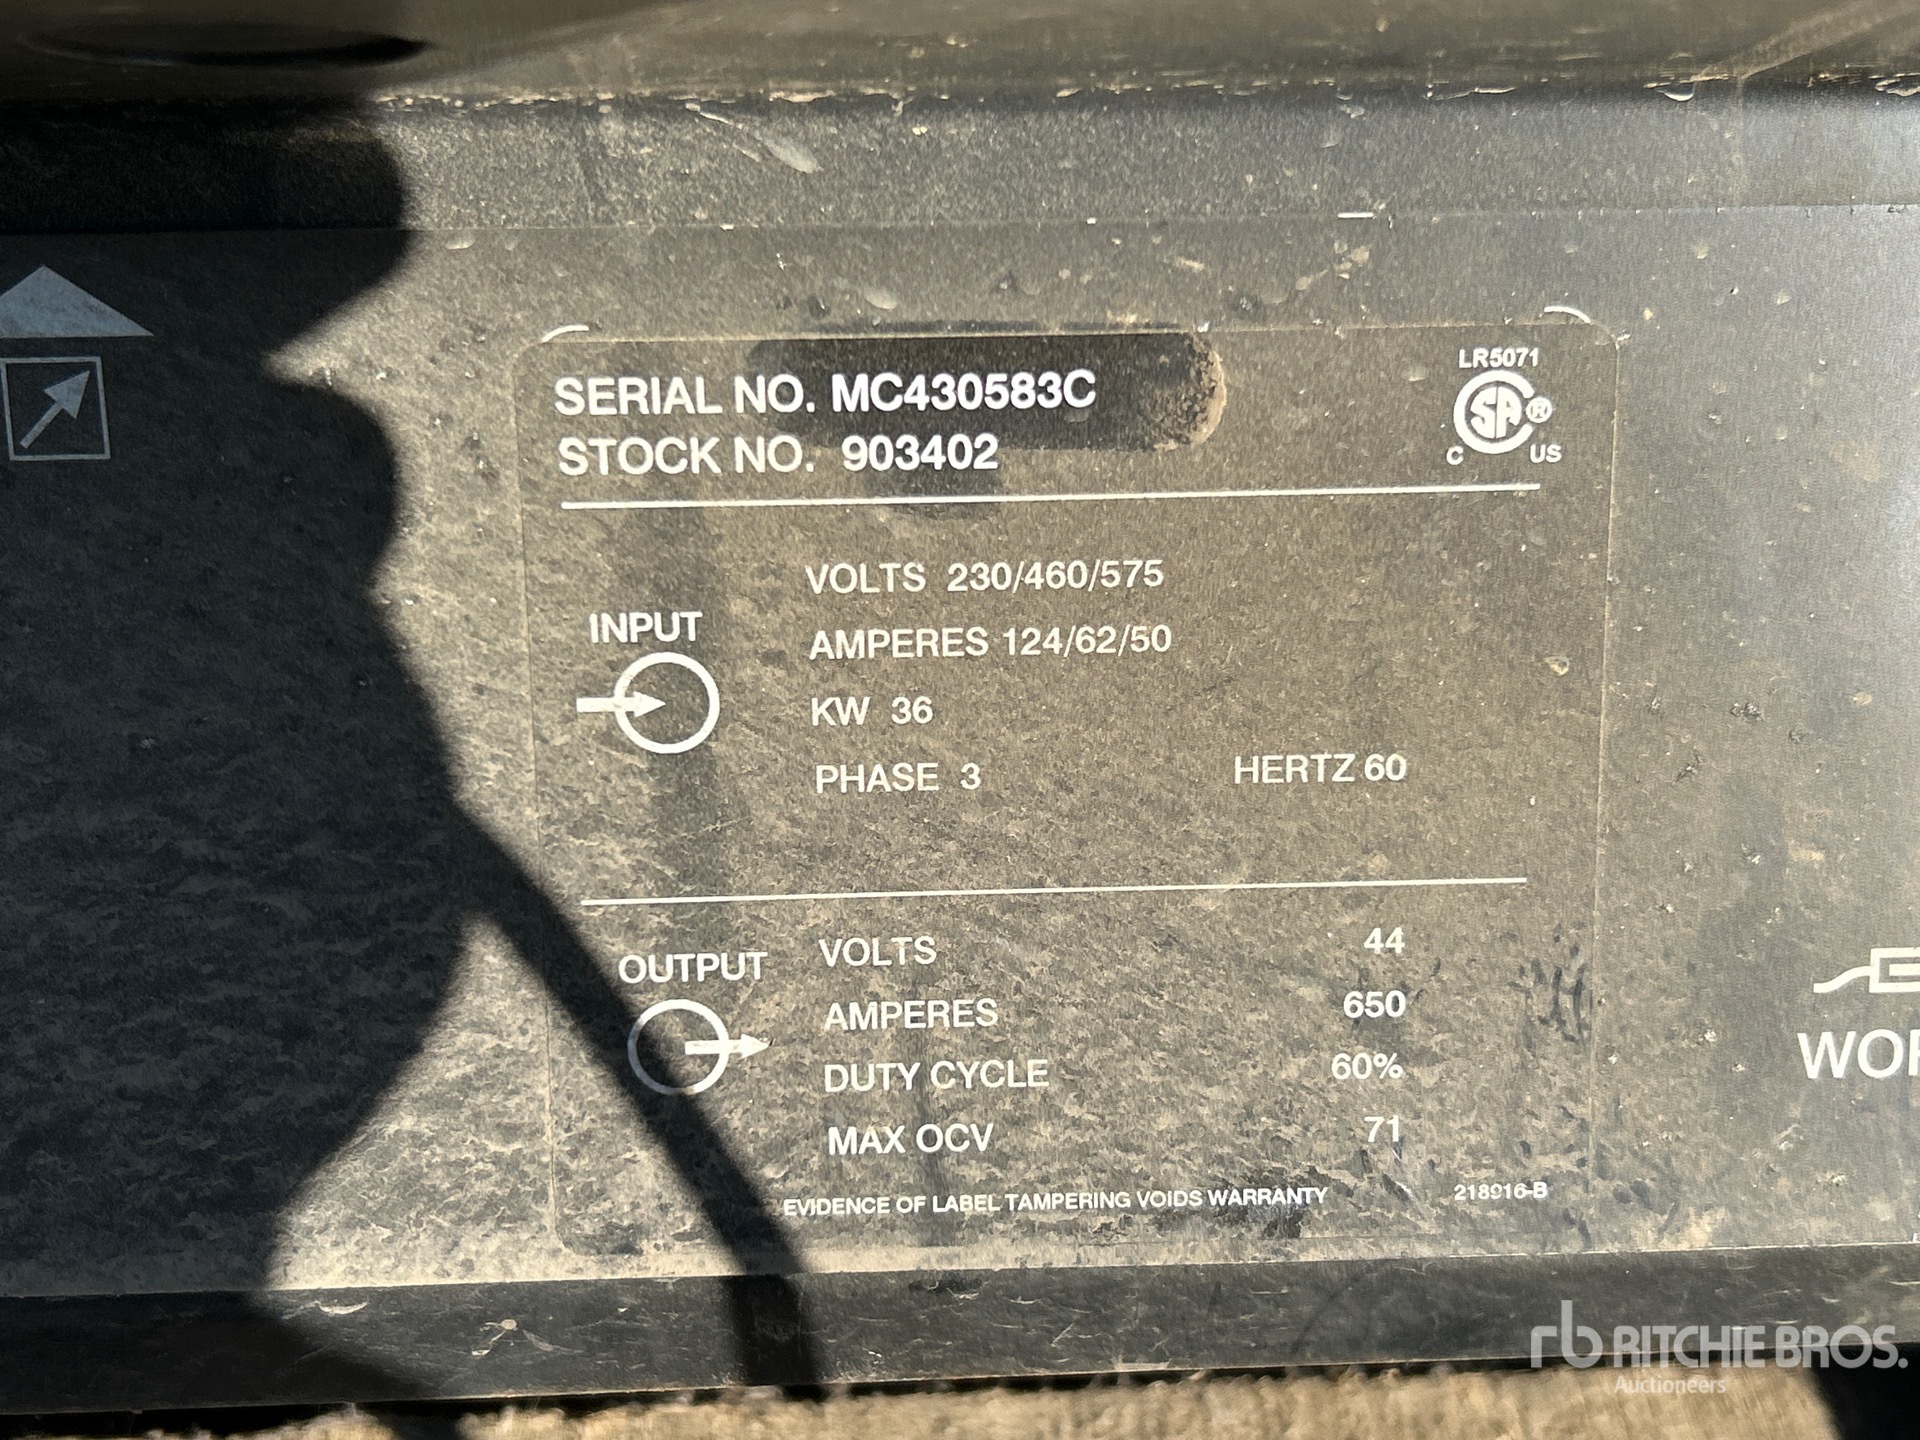 LR5071
SERIAL NO. MC430583C
SA ®
STOCK NO. 903402
C US
VOLTS 230/460/575
INPUT
AMPERES 124/62/50
KW 36
PHASE 3 HERTZ 60
VOLTS 44
OUTPUT
AMPERES 650
DUTY CYCLE 60%
MAX OCV 71
EVIDENCE OF LABEL TAMPERING VOIDS WARRANTY 218916-B
rb RITCHIE BROS.
Auctioneers